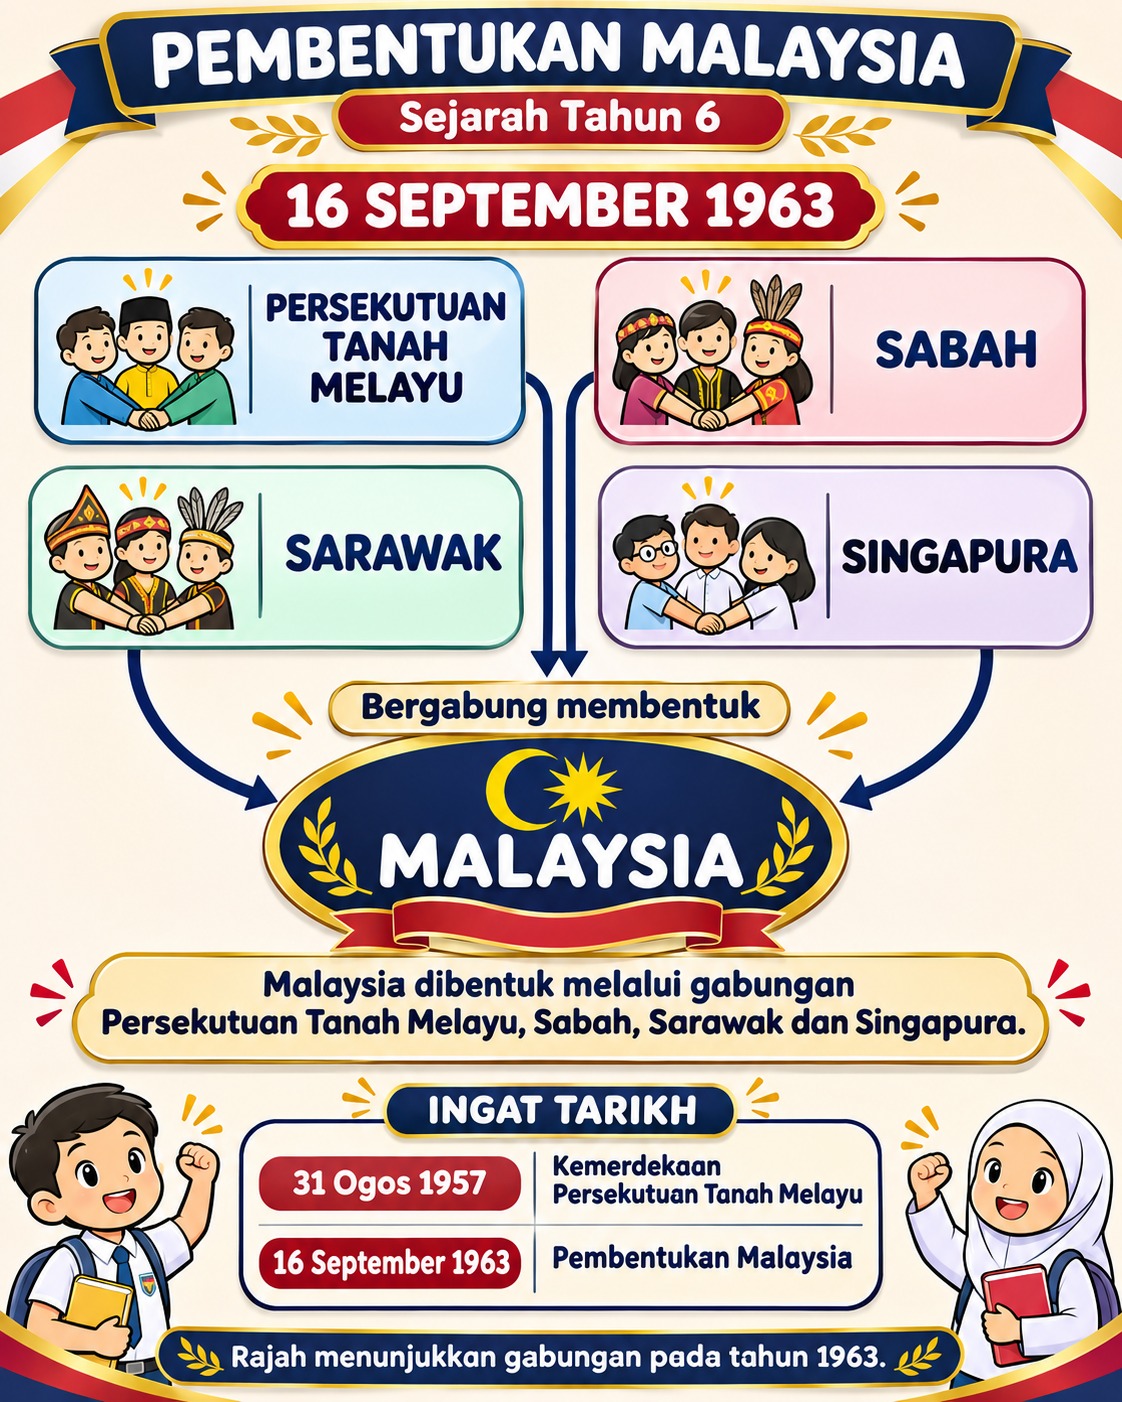 PEMBENTUKAN MALAYSIA
Sejarah Tahun 6
16 SEPTEMBER 1963
PERSEKUTUAN
TANAH
MELAYU
SABAH
SARAWAK
SINGAPURA
Bergabung membentuk
MALAYSIA
Malaysia dibentuk melalui gabungan
Persekutuan Tanah Melayu, Sabah, Sarawak dan Singapura.
INGAT TARIKH
31 Ogos 1957
Kemerdekaan
Persekutuan Tanah Melayu
16 September 1963
Pembentukan Malaysia
Rajah menunjukkan gabungan pada tahun 1963.